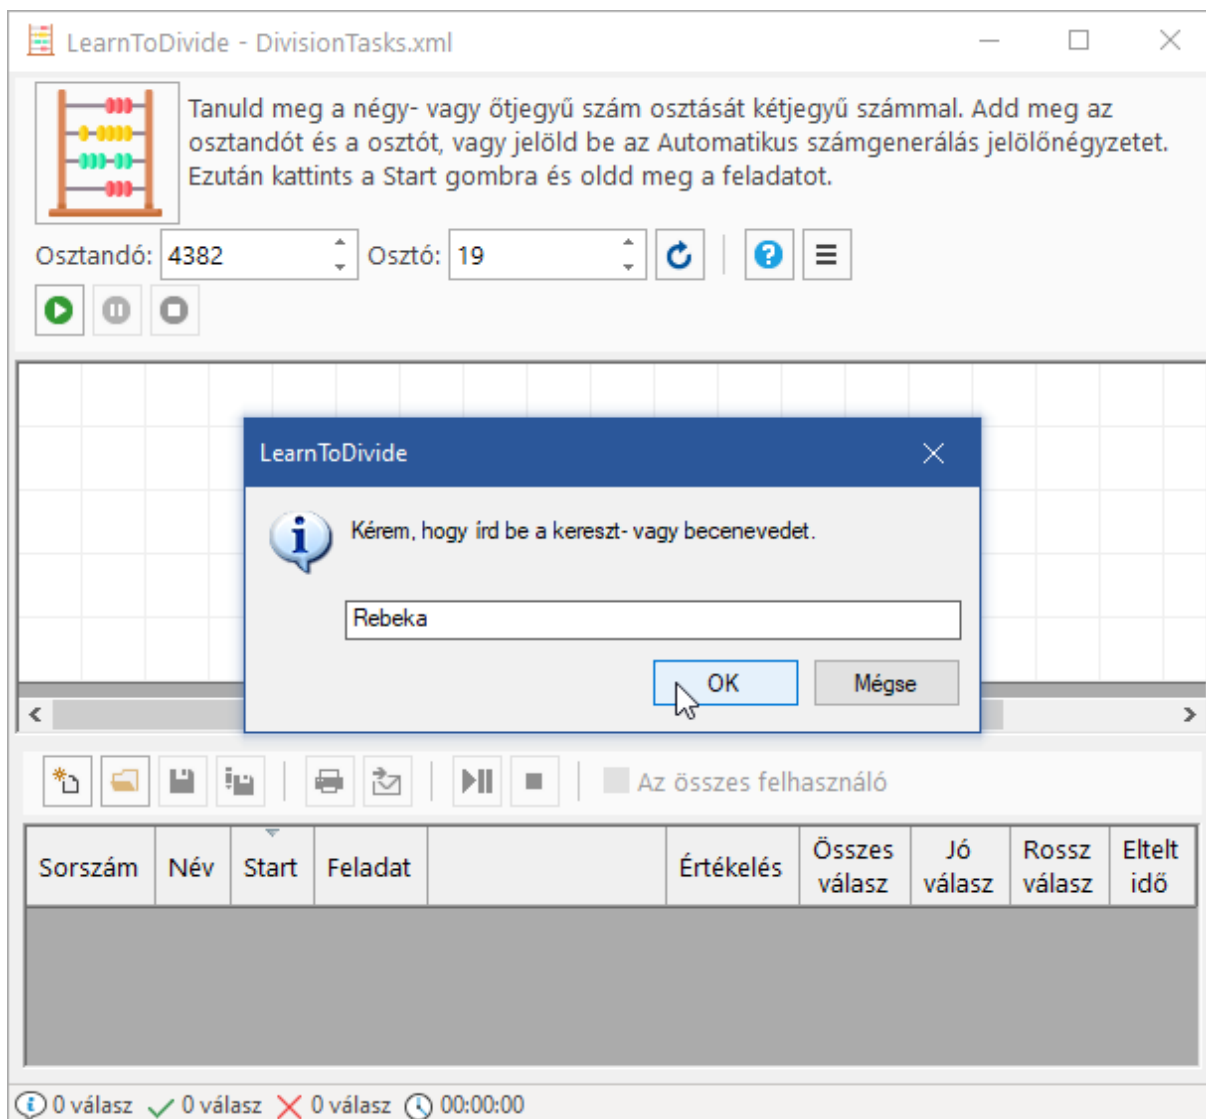 LearnToDivide - DivisionTasks.xml
Tanuld meg a négy- vagy őtjegyű szám osztását kétjegyű számmal. Add meg az
osztandót és a osztót, vagy jelöld be az Automatikus számgenerálás jelölőnégyzetet.
Ezután kattints a Start gombra és oldd meg a feladatot.
Osztandó: 4382 Osztó: 19
LearnToDivide
Kérem, hogy írd be a kereszt- vagy becenevedet.
Rebeka
OK Mégse
Az összes felhasználó
Sorszám Név Start Feladat Értékelés Összes válasz Jó válasz Rossz válasz Eltelt idő
0 válasz 0 válasz 0 válasz 00:00:00